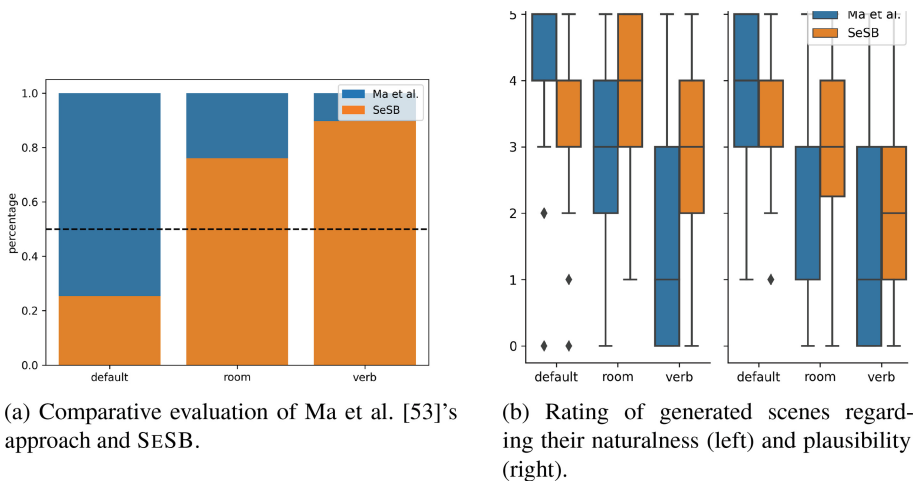 Ma et al.
SeSB
1.0
0.8
0.6
0.4
0.2
0.0
percentage
default
room
verb
(a) Comparative evaluation of Ma et al. [53]'s
approach and SESB.
Ma et al.
SeSB
5
4
3
2
1
0
default
room
verb
default
room
verb
(b) Rating of generated scenes regard-
ing their naturalness (left) and plausibility
(right).